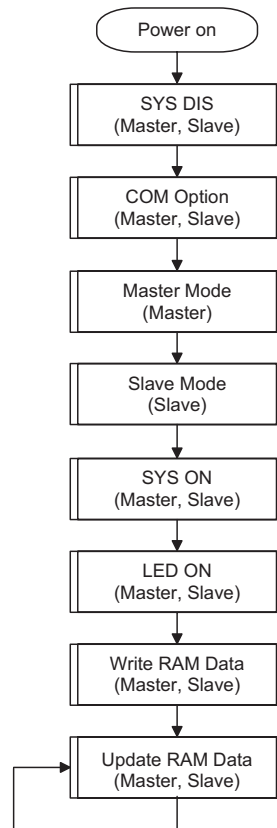 Power on
SYS DIS
(Master, Slave)
COM Option
(Master, Slave)
Master Mode
(Master)
Slave Mode
(Slave)
SYS ON
(Master, Slave)
LED ON
(Master, Slave)
Write RAM Data
(Master, Slave)
Update RAM Data
(Master, Slave)